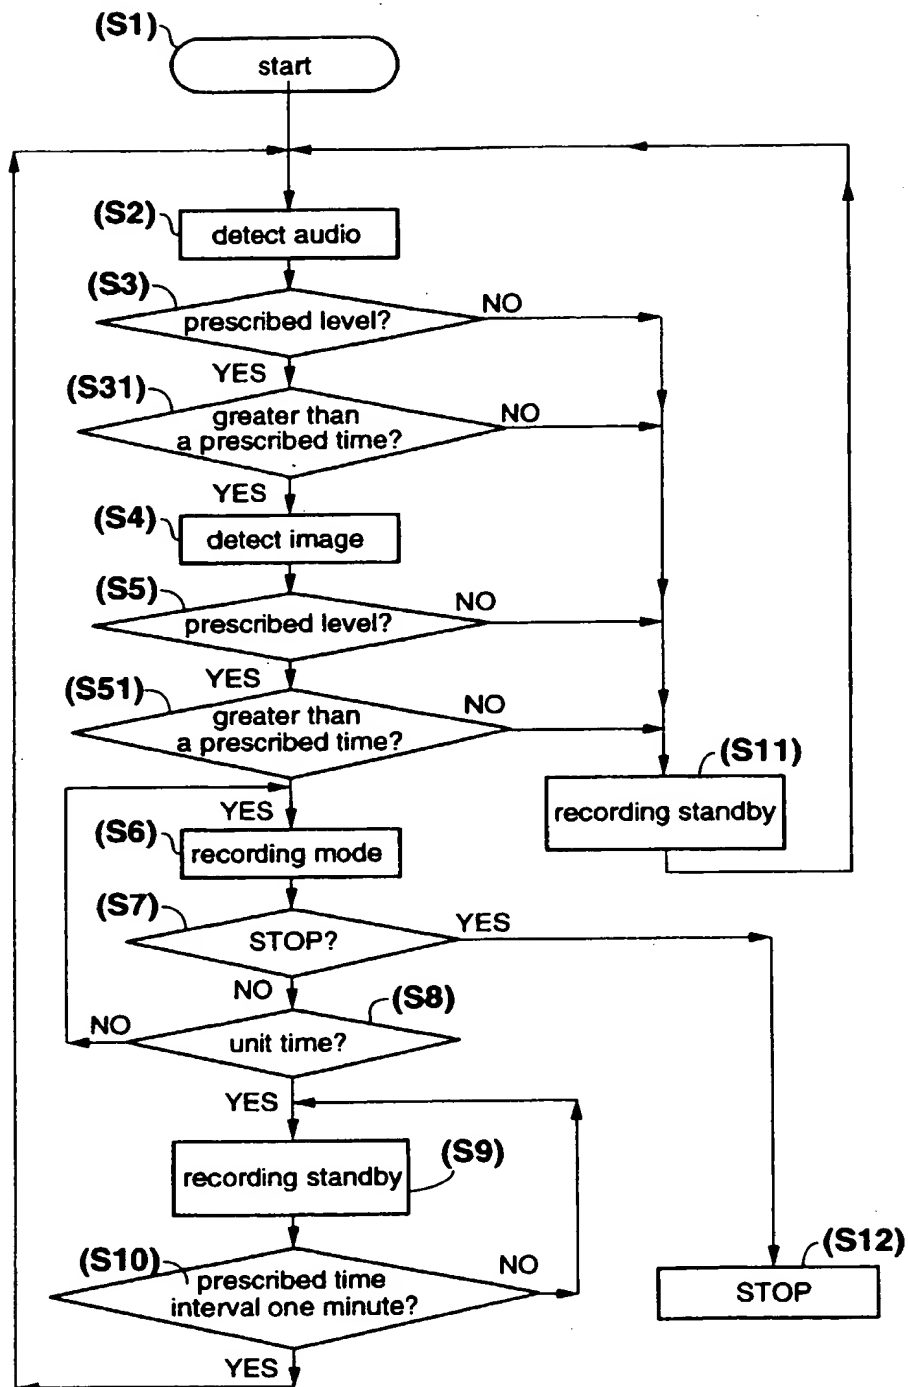 (S1)
start
(S2)
detect audio
(S3)
prescribed level?
NO
YES
(S31)
greater than
a prescribed time?
NO
YES
(S4)
detect image
(S5)
prescribed level?
NO
YES
(S51)
greater than
a prescribed time?
NO
(S11)
recording standby
YES
(S6)
recording mode
(S7)
STOP?
YES
NO
(S8)
NO
unit time?
YES
recording standby
(S9)
(S10)
prescribed time
interval one minute?
NO
(S12)
STOP
YES